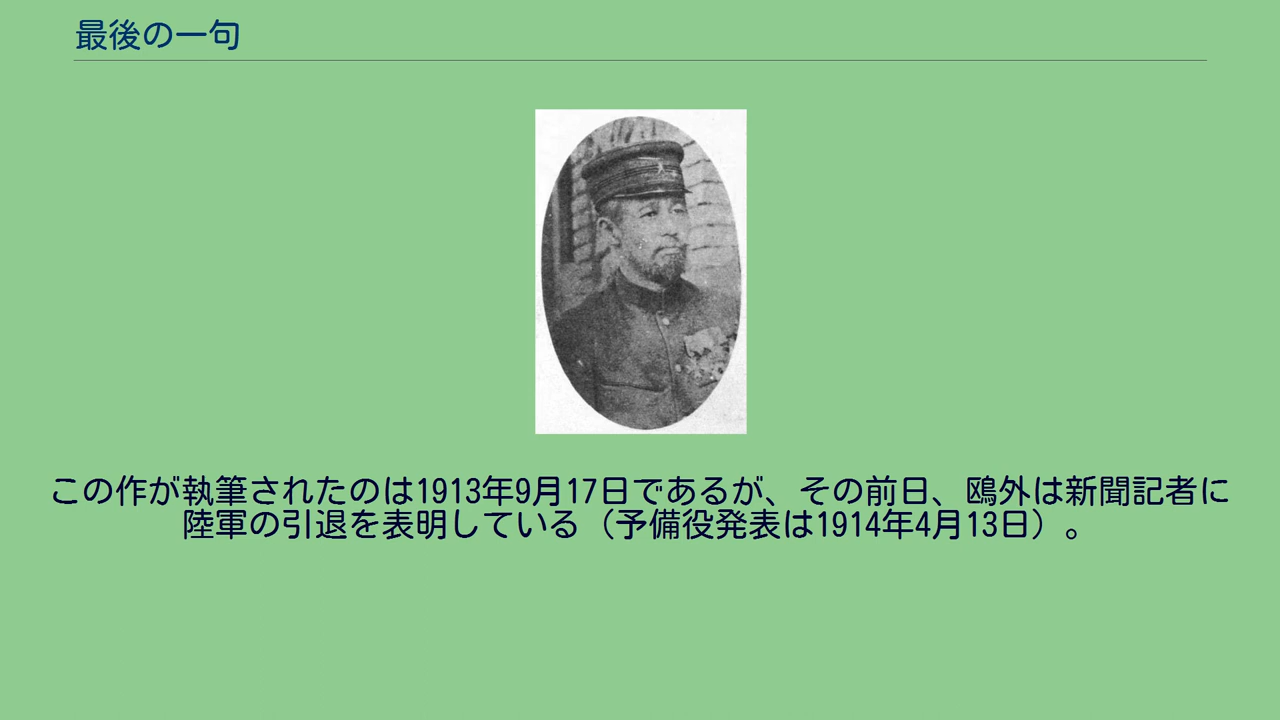 最後の一句
この作が執筆されたのは1913年9月17日であるが、その前日、鴎外は新聞記者に
陸軍の引退を表明している（予備役発表は1914年4月13日）。